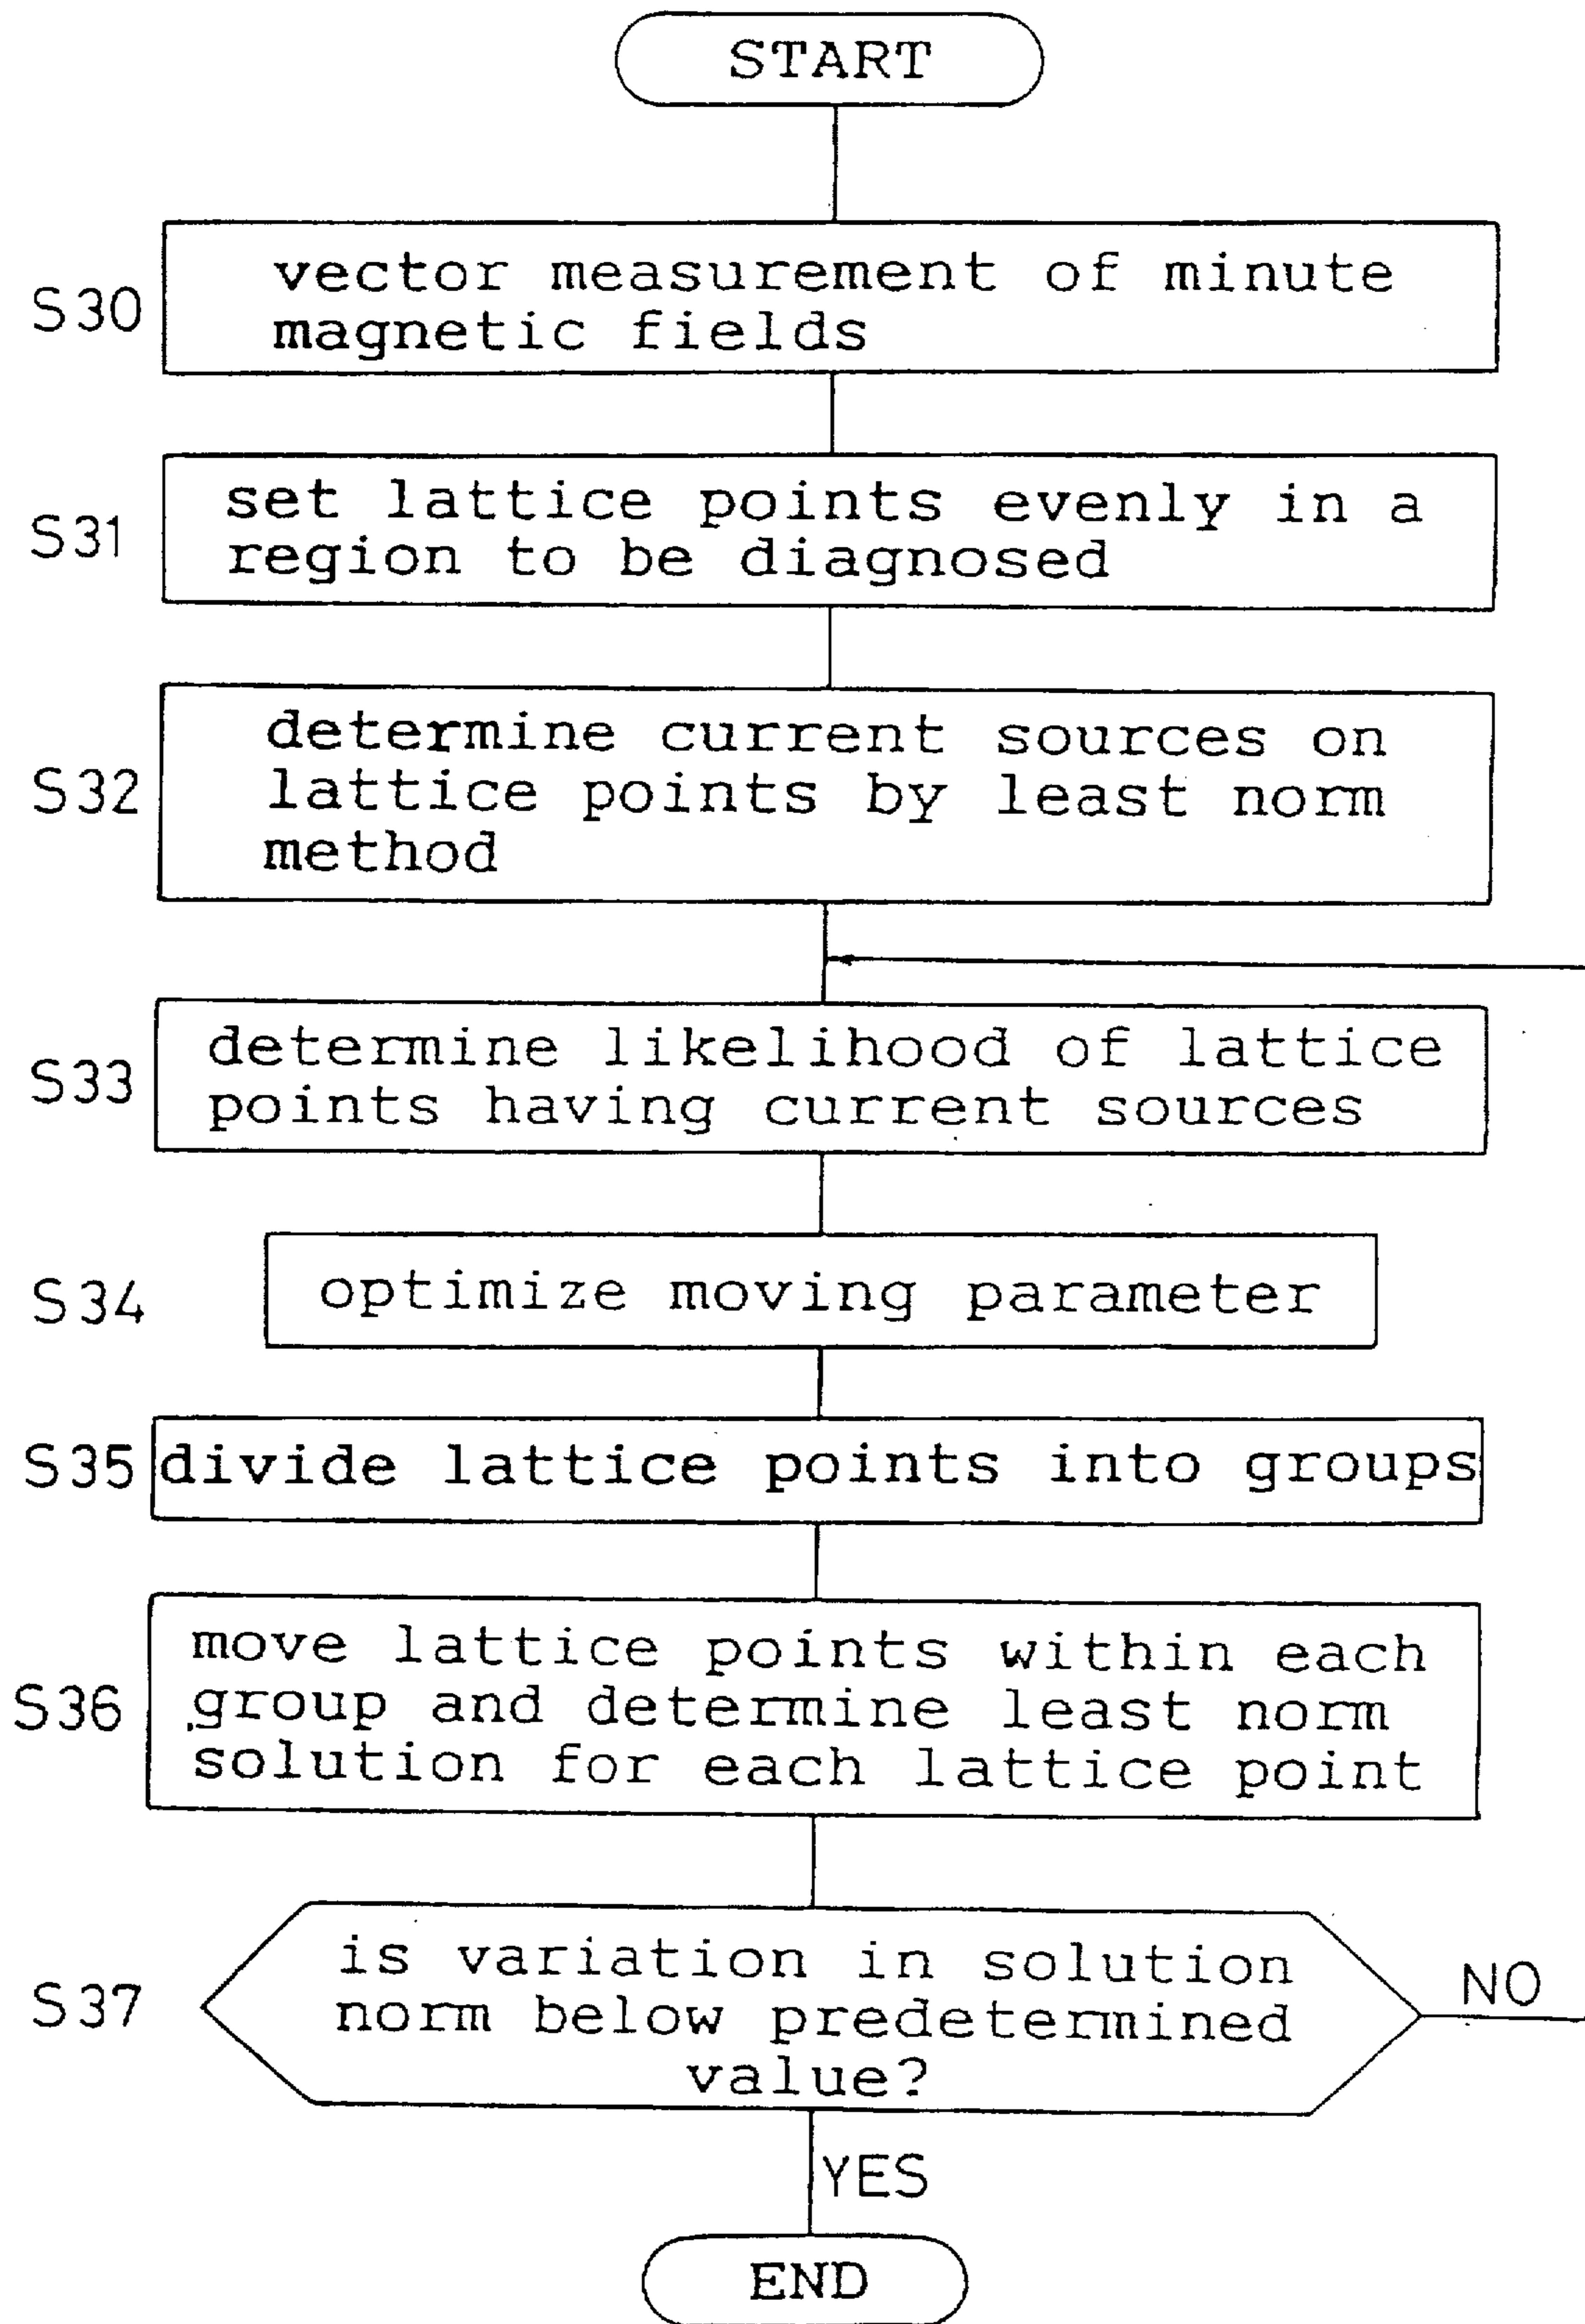 START
S30
vector measurement of minute
magnetic fields
S31
set lattice points evenly in a
region to be diagnosed
S32
determine current sources on
lattice points by least norm
method
S33
determine likelihood of lattice
points having current sources
S34
optimize moving parameter
S35
divide lattice points into groups
S36
move lattice points within each
group and determine least norm
solution for each lattice point
S37
is variation in solution
norm below predetermined
value?
NO
YES
END